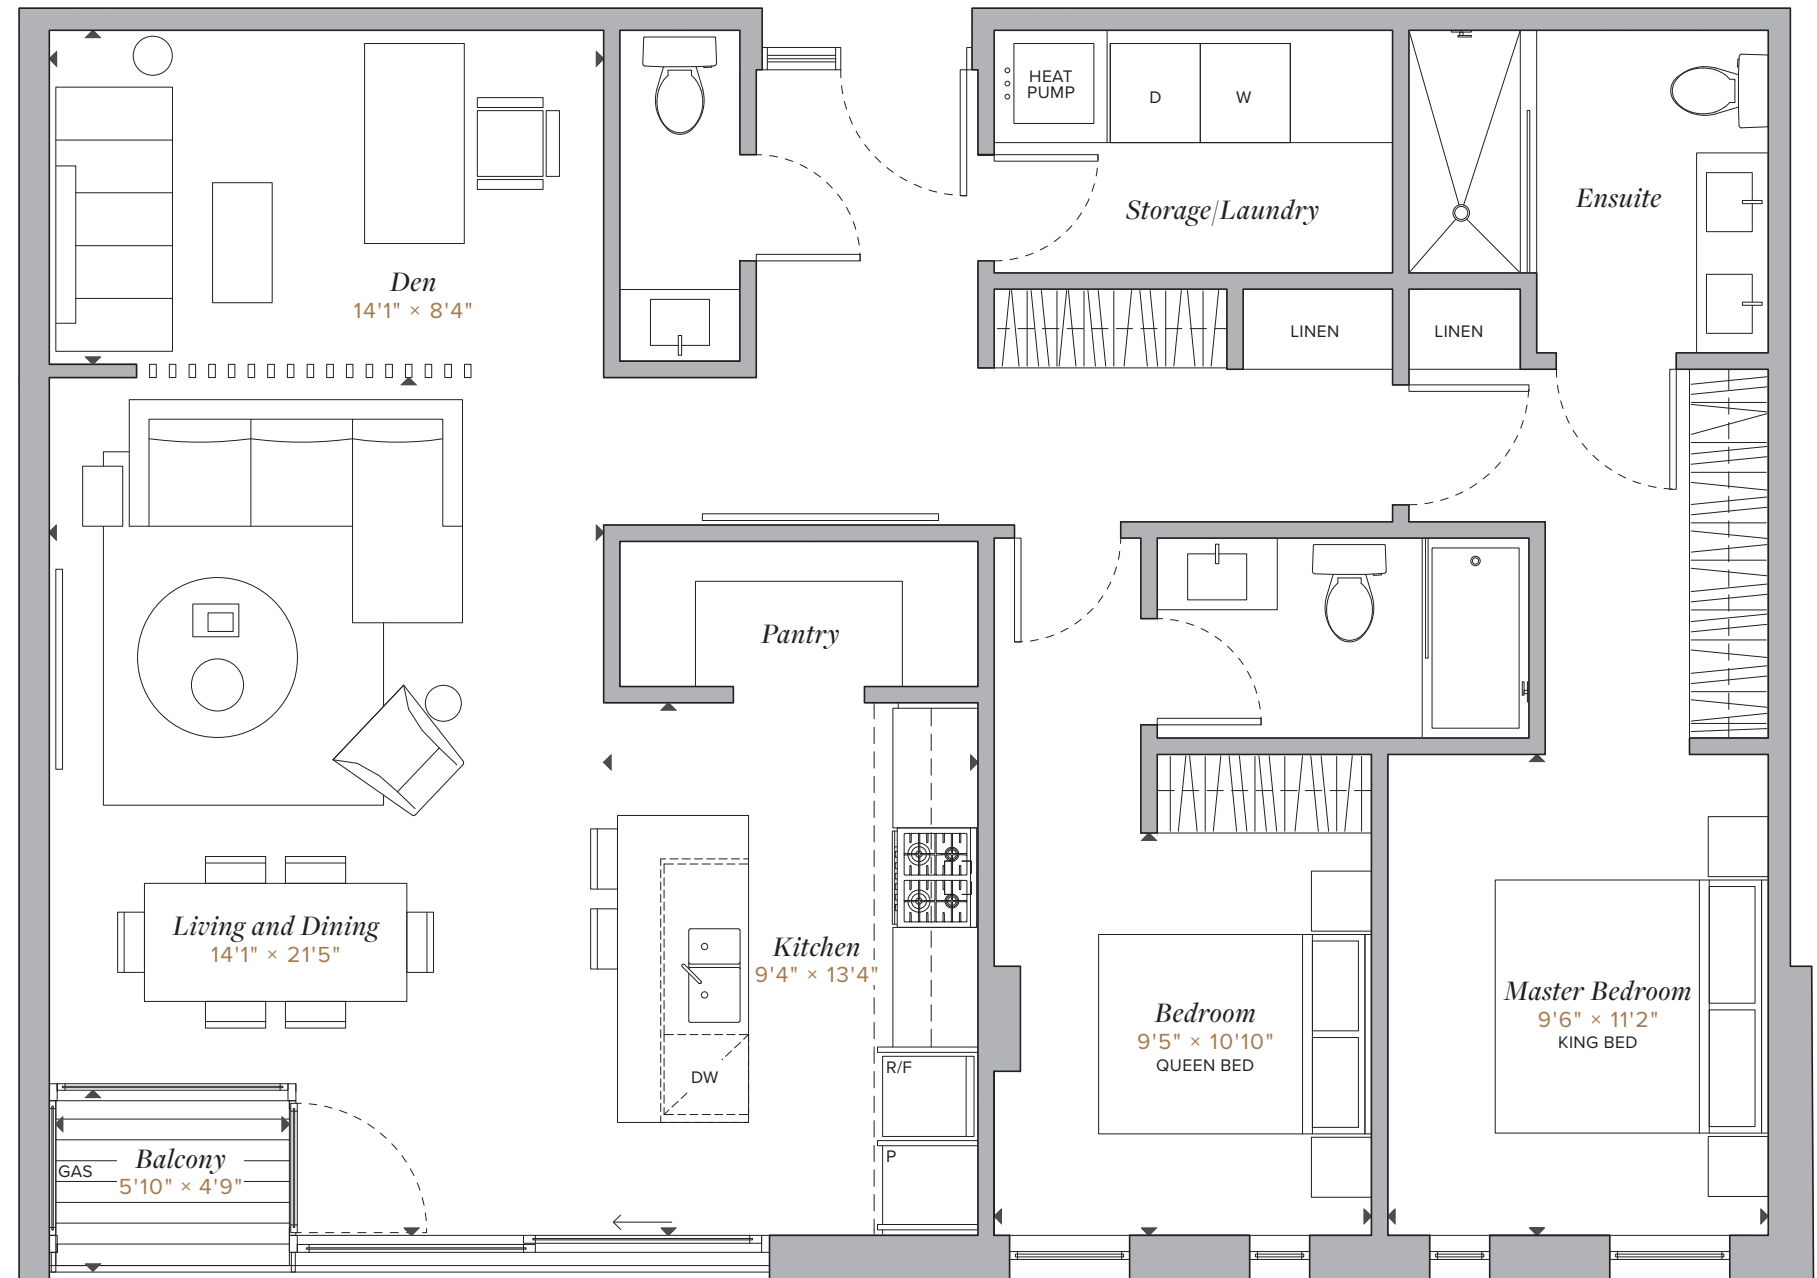 HEAT
PUMP
D
W
Storage/Laundry
Ensuite
Den
14'1" × 8'4"
LINEN
LINEN
Pantry
Living and Dining
14'1" × 21'5"
Kitchen
9'4" × 13'4"
Bedroom
9'5" × 10'10"
QUEEN BED
Master Bedroom
9'6" × 11'2"
KING BED
R/F
DW
P
GAS
Balcony
5'10" × 4'9"